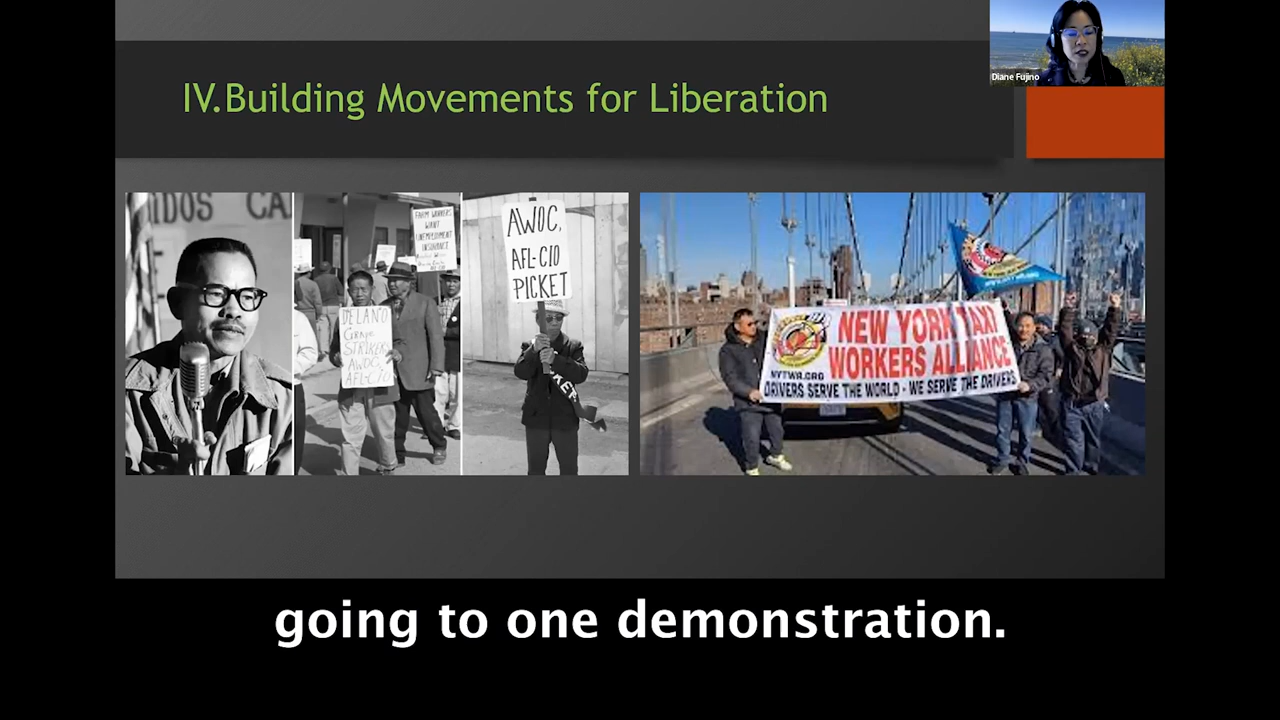 Diane Fujino
IV. Building Movements for Liberation
IDOS CA
FARM WORKERS
WANT
UNEMPLOYMENT
INSURANCE
DELANO
GRAPE
STRIKERS
AWOC
AFL-CIO
AWOC,
AFL-CIO
PICKET
NEW YORK TAXI
WORKERS ALLIANCE
NYTWA.ORG
DRIVERS SERVE THE WORLD - WE SERVE THE DRIVERS
going to one demonstration.